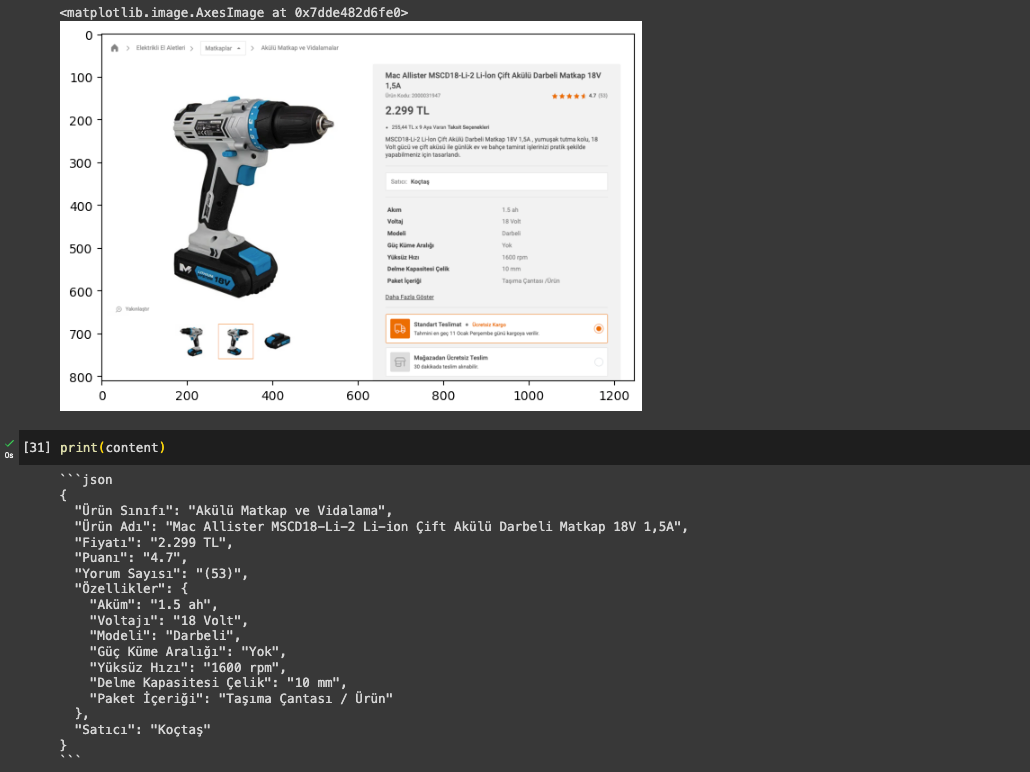 <matplotlib.image.AxesImage at 0x7dde482d6fe0>
0
100
200
300
400
500
600
700
800
0
200
400
600
800
1000
1200
Elektrikli El Aletleri > Matkaplar > Akülü Matkap ve Vidalamalar
18V
Yakınlaştır
Mac Allister MSCD18-Li-2 Li-İon Çift Akülü Darbeli Matkap 18V
1,5A
Ürün Kodu: 2000031547
4.7 (53)
2.299 TL
255,44 TL x 9 Aya Varan Taksit Seçenekleri
MSCD18-Li-2 Li-İon Çift Akülü Darbeli Matkap 18V 1,5A , yumuşak tutma kolu, 18
Volt gücü ve çift aküsü ile günlük ev ve bahçe tamirat işlerinizi pratik şekilde
yapabilmeniz için tasarlandı.
Satıcı: Koçtaş
Akım 1.5 ah
Voltaj 18 Volt
Modeli Darbeli
Güç Küme Aralığı Yok
Yüksüz Hızı 1600 rpm
Delme Kapasitesi Çelik 10 mm
Paket İçeriği Taşıma Çantası /Ürün
Daha Fazla Göster
Standart Teslimat • Ücretsiz Kargo
Tahmini en geç 11 Ocak Perşembe günü kargoya verilir.
Mağazadan Ücretsiz Teslim
30 dakikada teslim alınabilir.
0s
[31] print(content)
```json
{
"Ürün Sınıfı": "Akülü Matkap ve Vidalama",
"Ürün Adı": "Mac Allister MSCD18-Li-2 Li-ion Çift Akülü Darbeli Matkap 18V 1,5A",
"Fiyatı": "2.299 TL",
"Puanı": "4.7",
"Yorum Sayısı": "(53)",
"Özellikler": {
"Aküm": "1.5 ah",
"Voltajı": "18 Volt",
"Modeli": "Darbeli",
"Güç Küme Aralığı": "Yok",
"Yüksüz Hızı": "1600 rpm",
"Delme Kapasitesi Çelik": "10 mm",
"Paket İçeriği": "Taşıma Çantası / Ürün"
},
"Satıcı": "Koçtaş"
}
```